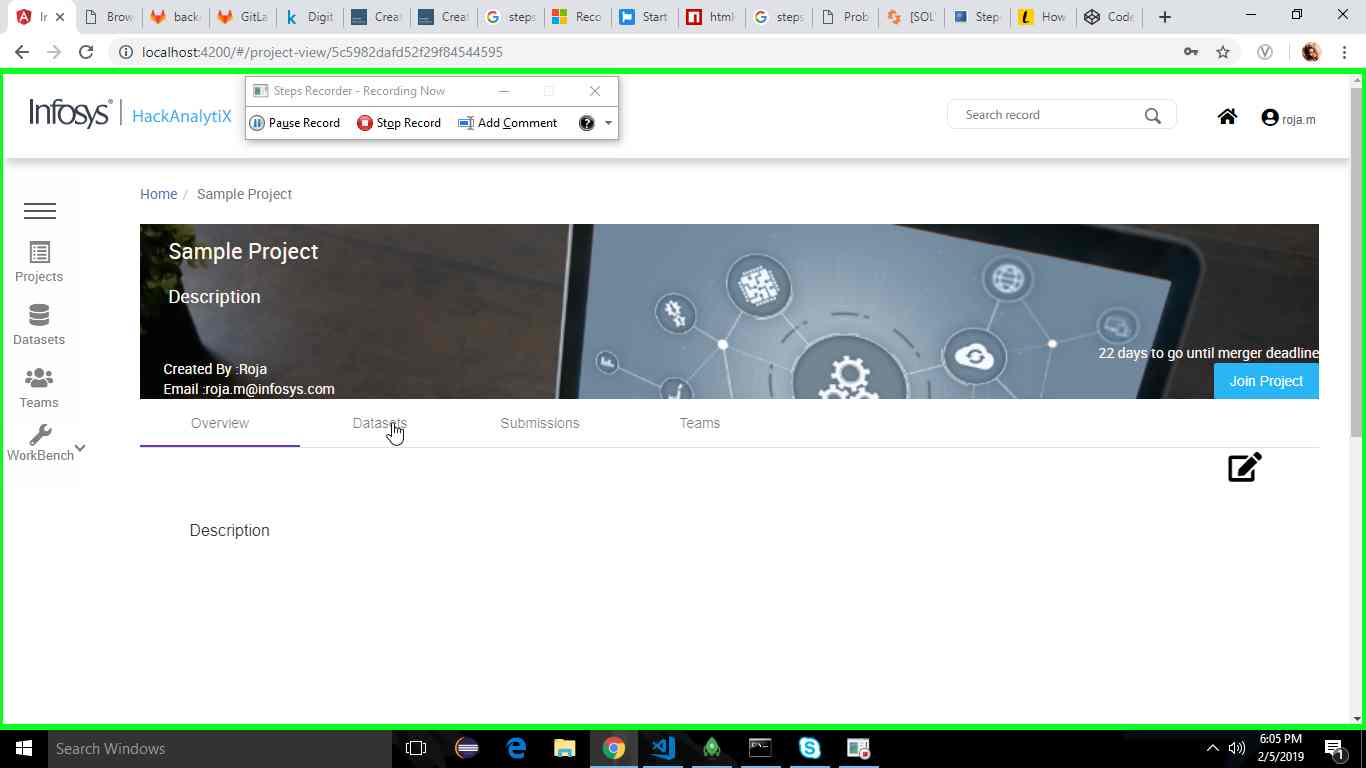 Ir
Brow
back
GitLa
Digit
Creat
Creat
steps
Reco
Start
html
steps
Prob
[SOL
Step
How
Code
localhost:4200/#/project-view/5c5982dafd52f29f84544595
Steps Recorder - Recording Now
Pause Record
Stop Record
Add Comment
Infosys
HackAnalytiX
Search record
roja.m
Home / Sample Project
Projects
Datasets
Teams
WorkBench
Sample Project
Description
22 days to go until merger deadline
Created By :Roja
Email :roja.m@infosys.com
Join Project
Overview
Datasets
Submissions
Teams
Description
Search Windows
6:05 PM
2/5/2019
1